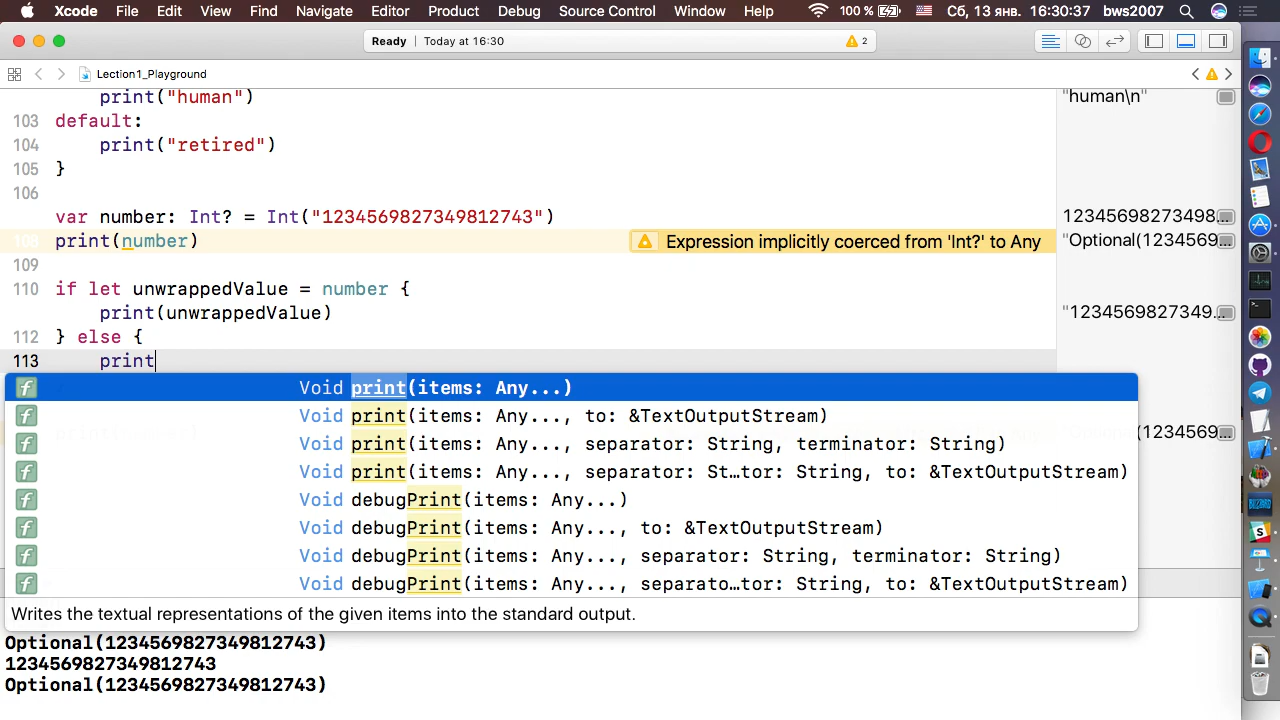 Xcode File Edit View Find Navigate Editor Product Debug Source Control Window Help 100 % Сб, 13 янв. 16:30:37 bws2007
Ready | Today at 16:30 2
Lection1_Playground
print("human") "human\n"
103 default:
104 print("retired")
105 }
106
var number: Int? = Int("1234569827349812743") 12345698273498...
108 print(number) Expression implicitly coerced from 'Int?' to Any "Optional(1234569...
109
110 if let unwrappedValue = number {
print(unwrappedValue) "1234569827349...
112 } else {
113 print
Void print(items: Any...)
Void print(items: Any..., to: &TextOutputStream)
print(number) "Optional(1234569...
Void print(items: Any..., separator: String, terminator: String)
Void print(items: Any..., separator: St…tor: String, to: &TextOutputStream)
Void debugPrint(items: Any...)
Void debugPrint(items: Any..., to: &TextOutputStream)
Void debugPrint(items: Any..., separator: String, terminator: String)
Void debugPrint(items: Any..., separato…tor: String, to: &TextOutputStream)
Writes the textual representations of the given items into the standard output.
Optional(1234569827349812743)
1234569827349812743
Optional(1234569827349812743)